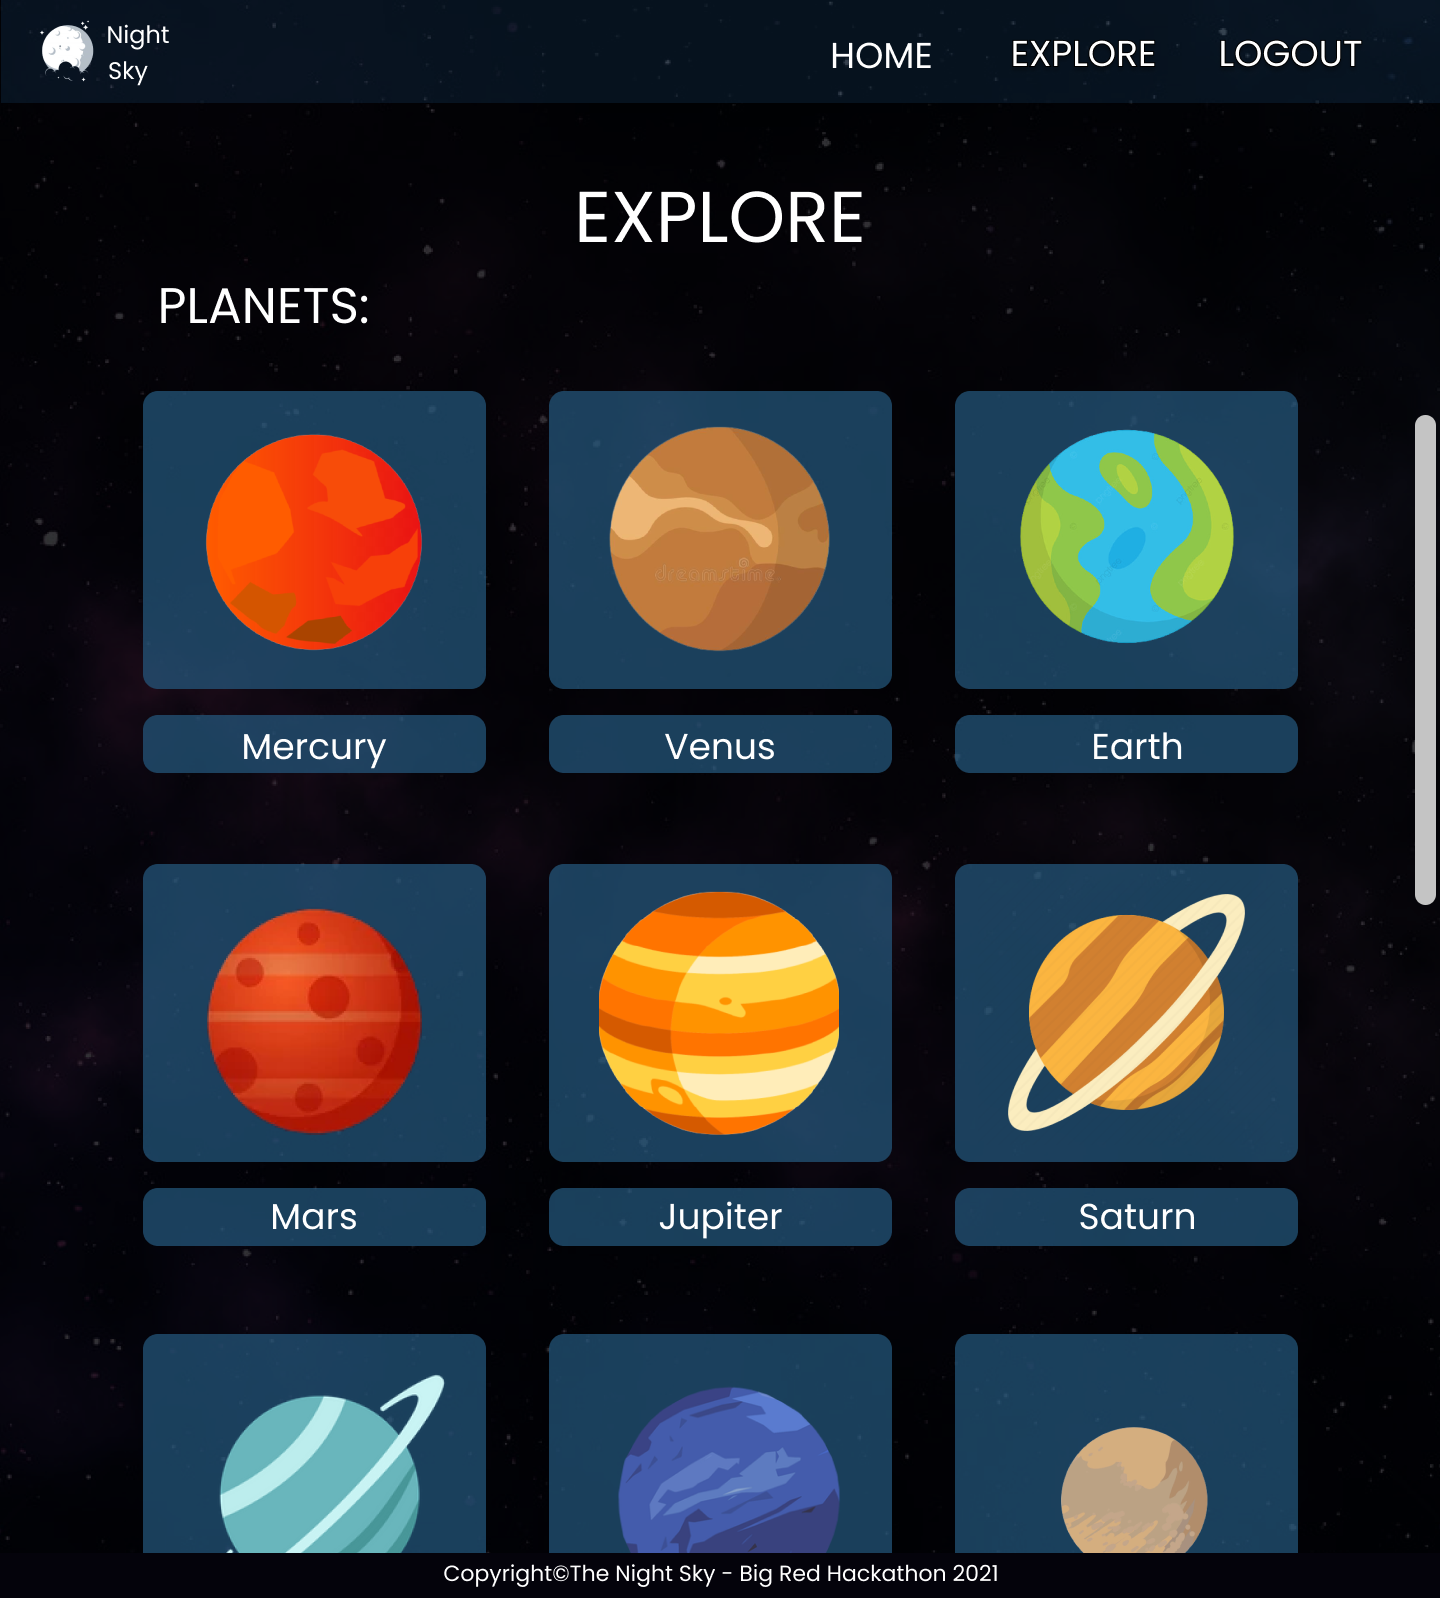 Night
Sky
HOME
EXPLORE
LOGOUT
EXPLORE
PLANETS:
dreamstime
Mercury
Venus
Earth
Mars
Jupiter
Saturn
Copyright©The Night Sky - Big Red Hackathon 2021